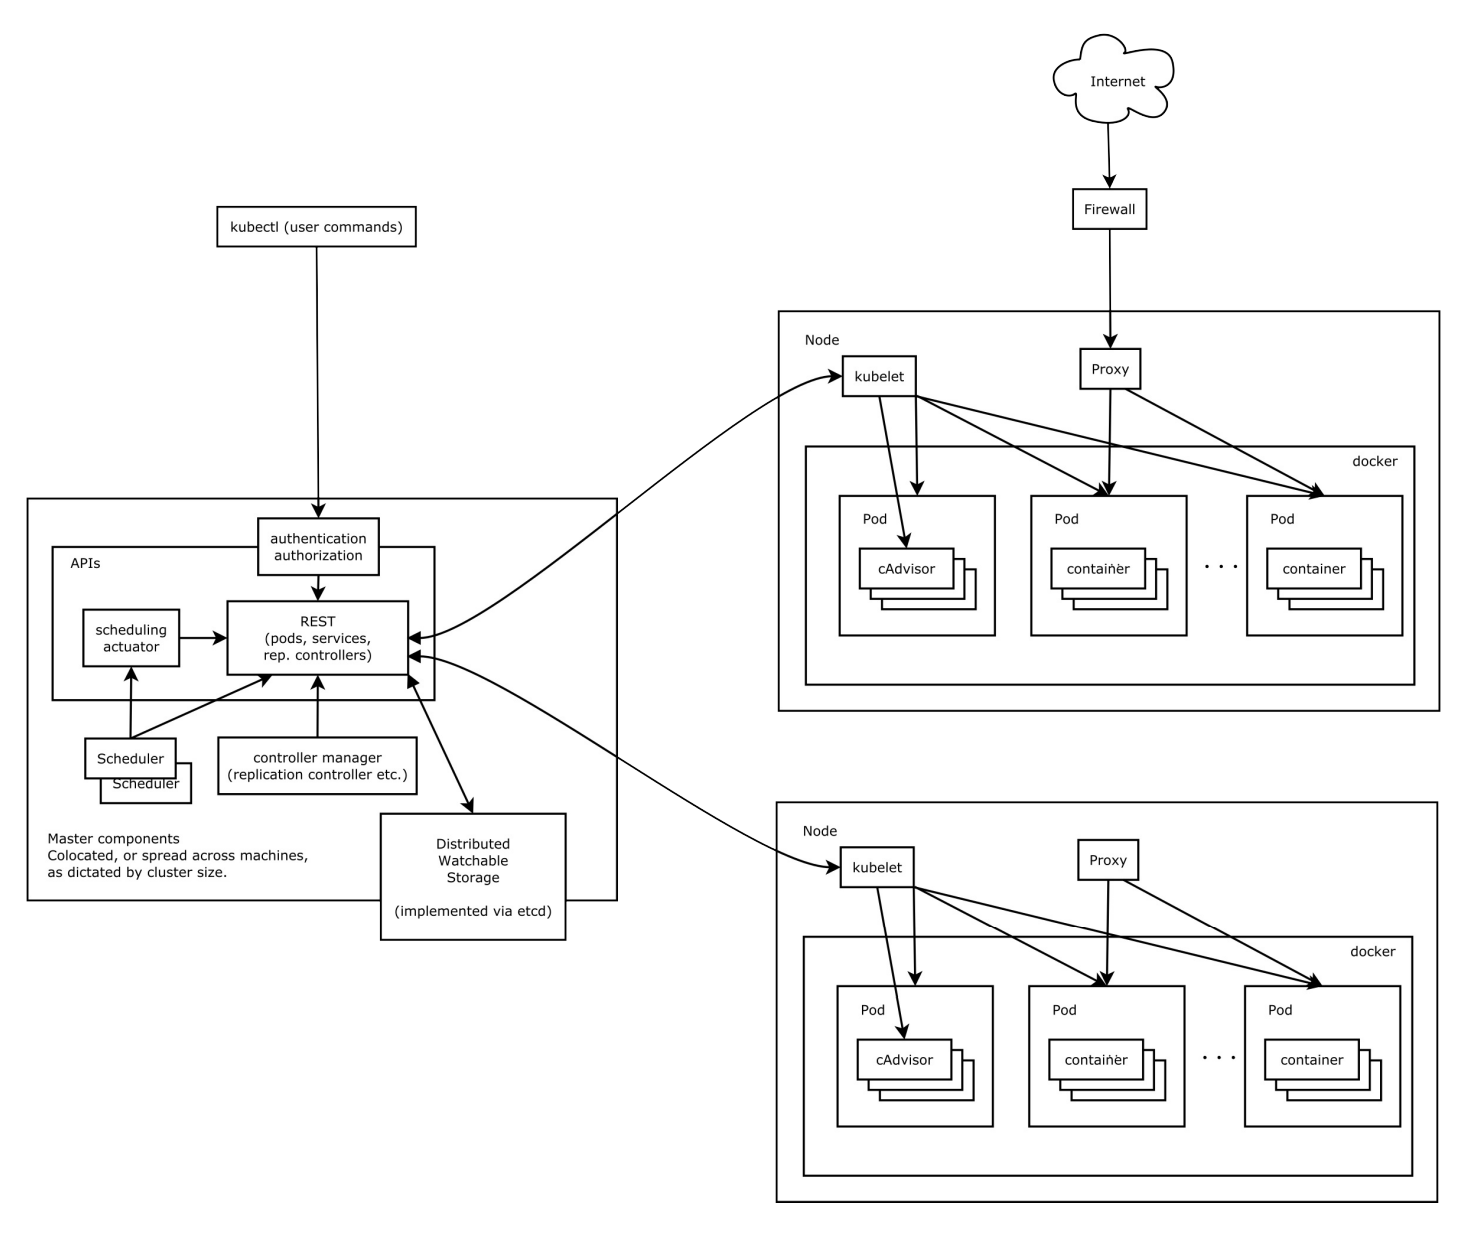 Internet
Firewall
kubectl (user commands)
Node
kubelet
Proxy
docker
Pod
cAdvisor
Pod
container
. . .
Pod
container
authentication
authorization
APIs
REST
(pods, services,
rep. controllers)
scheduling
actuator
Scheduler
Scheduler
controller manager
(replication controller etc.)
Master components
Colocated, or spread across machines,
as dictated by cluster size.
Distributed
Watchable
Storage
(implemented via etcd)
Node
kubelet
Proxy
docker
Pod
cAdvisor
Pod
container
. . .
Pod
container